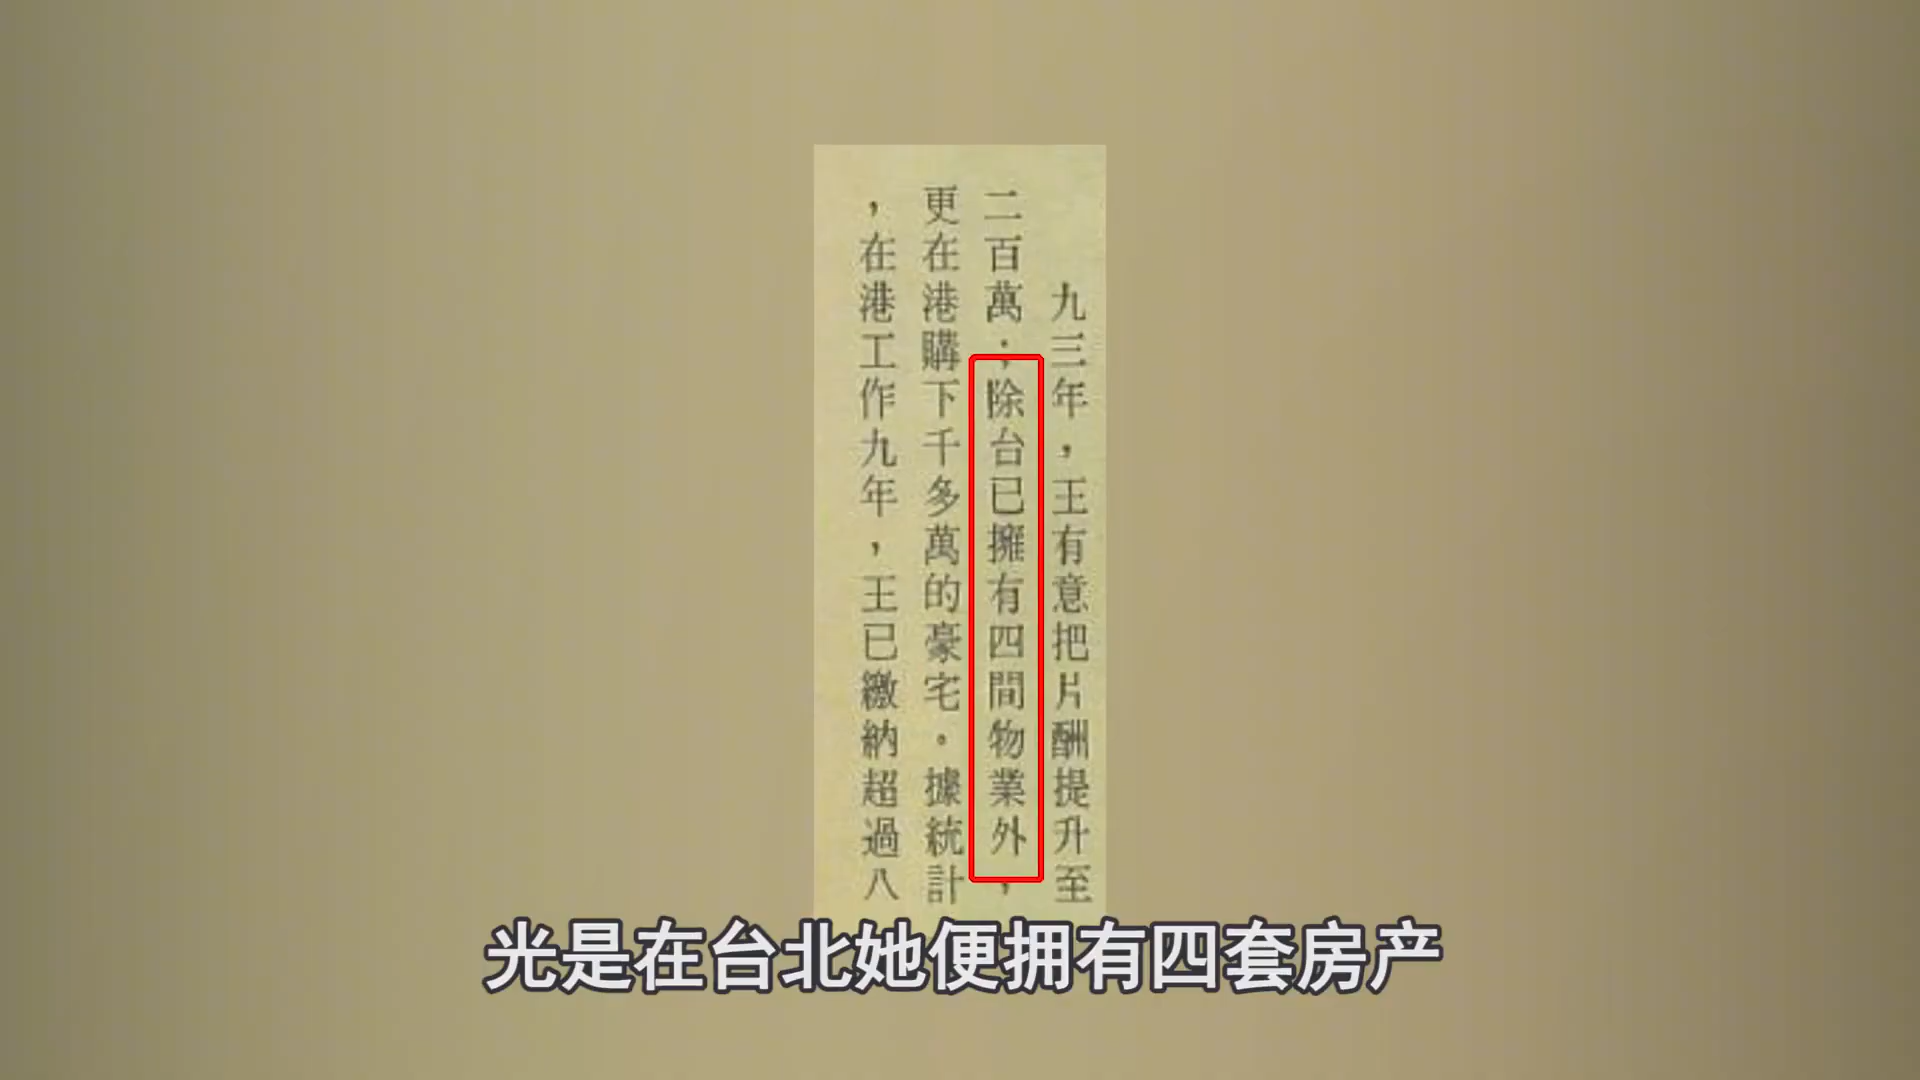 九三年，王有意把片酬提升至
二百萬；除台已擁有四間物業外，
更在港購下千多萬的豪宅。據統計
，在港工作九年，王已繳納超過八
光是在台北她便拥有四套房产